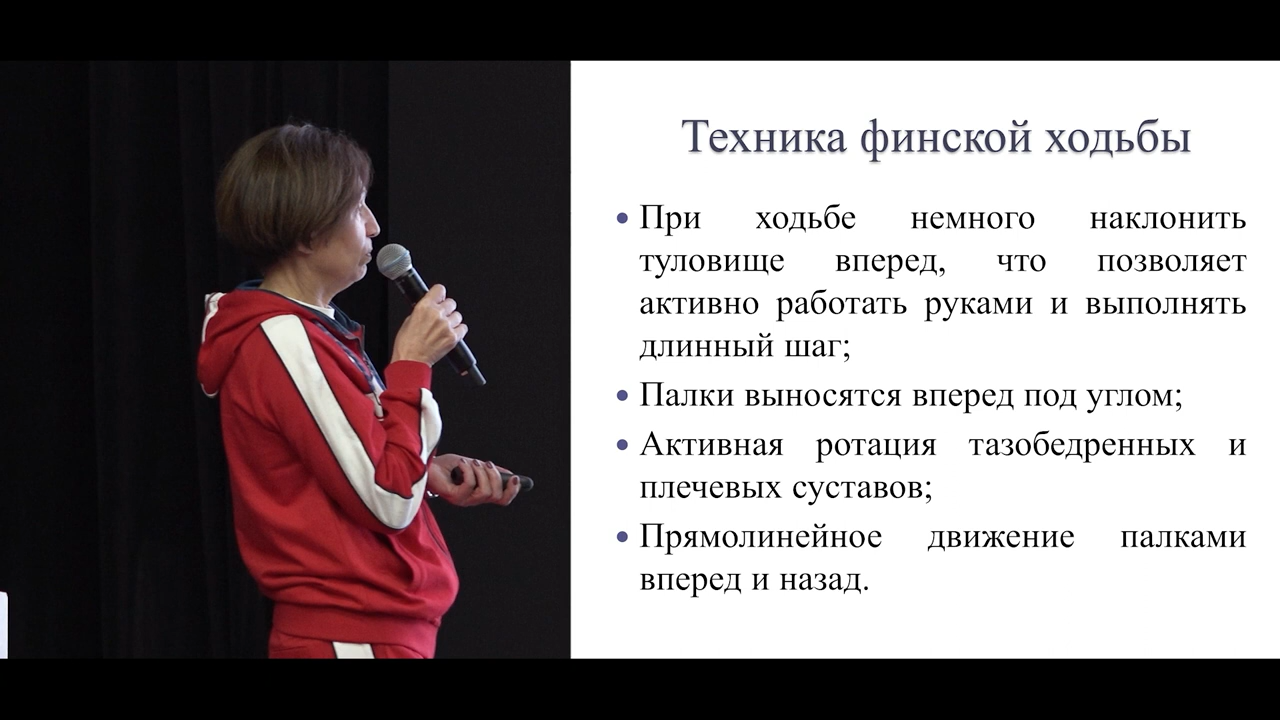 Техника финской ходьбы
• При ходьбе немного наклонить
туловище вперед, что позволяет
активно работать руками и выполнять
длинный шаг;
• Палки выносятся вперед под углом;
• Активная ротация тазобедренных и
плечевых суставов;
• Прямолинейное движение палками
вперед и назад.